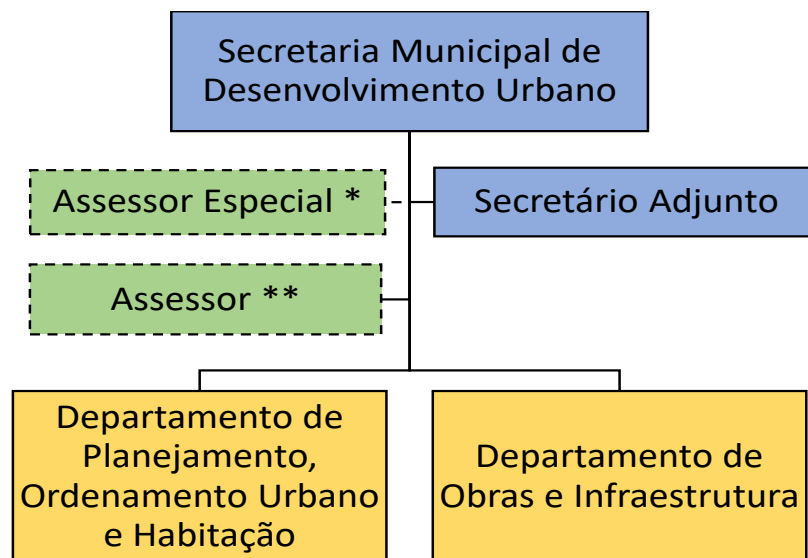 Secretaria Municipal de
Desenvolvimento Urbano
Assessor Especial *
Secretário Adjunto
Assessor **
Departamento de
Planejamento,
Ordenamento Urbano
e Habitação
Departamento de
Obras e Infraestrutura